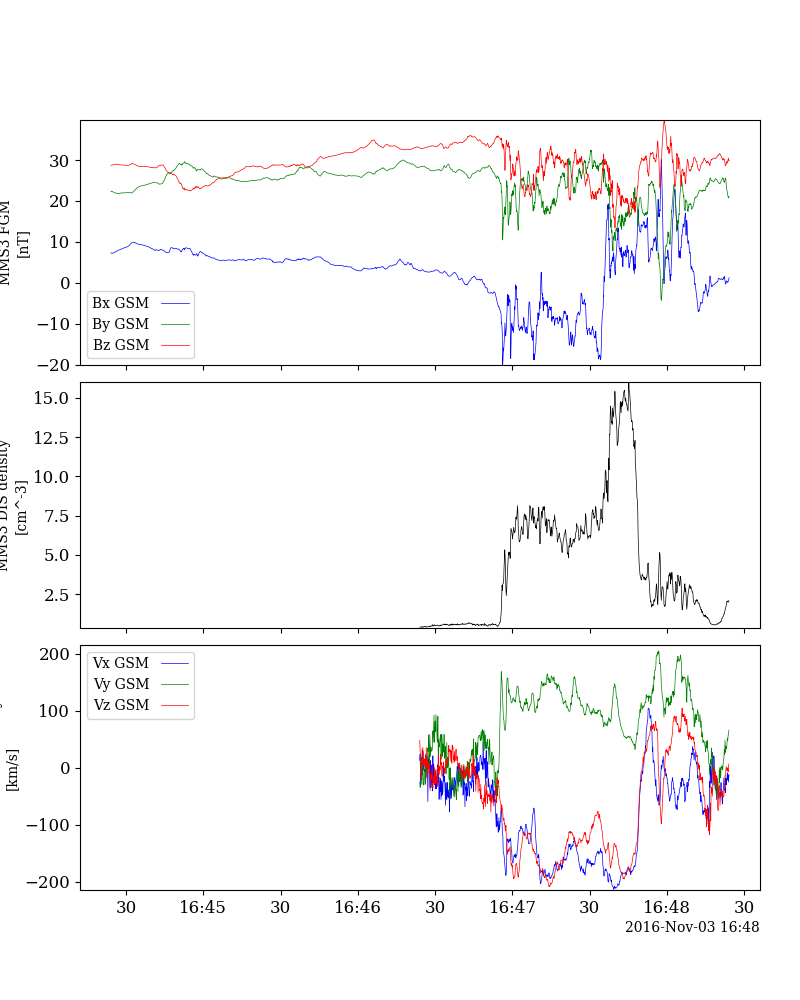 MMS3 FGM
[nT]
30
20
10
0
−10
−20
Bx GSM
By GSM
Bz GSM
MMS3 DIS density
[cm^-3]
15.0
12.5
10.0
7.5
5.0
2.5
[km/s]
200
100
0
−100
−200
Vx GSM
Vy GSM
Vz GSM
30
16:45
30
16:46
30
16:47
30
16:48
30
2016-Nov-03 16:48